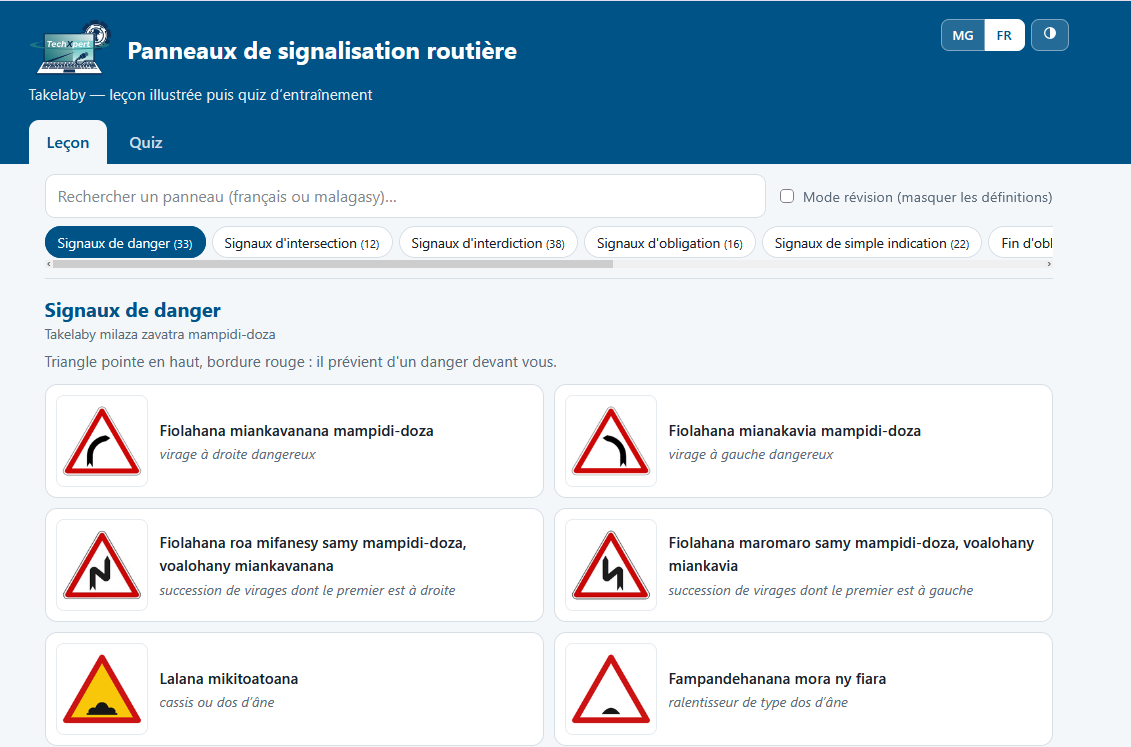 TechXpert
Panneaux de signalisation routière
MG
FR
Takelaby — leçon illustrée puis quiz d’entraînement
Leçon
Quiz
Rechercher un panneau (français ou malagasy)...
Mode révision (masquer les définitions)
Signaux de danger (33)
Signaux d'intersection (12)
Signaux d'interdiction (38)
Signaux d'obligation (16)
Signaux de simple indication (22)
Fin d'obl
Signaux de danger
Takelaby milaza zavatra mampidi-doza
Triangle pointe en haut, bordure rouge : il prévient d'un danger devant vous.
Fiolahana miankavanana mampidi-doza
virage à droite dangereux
Fiolahana mianakavia mampidi-doza
virage à gauche dangereux
Fiolahana roa mifanesy samy mampidi-doza,
voalohany miankavanana
succession de virages dont le premier est à droite
Fiolahana maromaro samy mampidi-doza, voalohany
miankavia
succession de virages dont le premier est à gauche
Lalana mikitoatoana
cassis ou dos d’âne
Fampandehanana mora ny fiara
ralentisseur de type dos d’âne